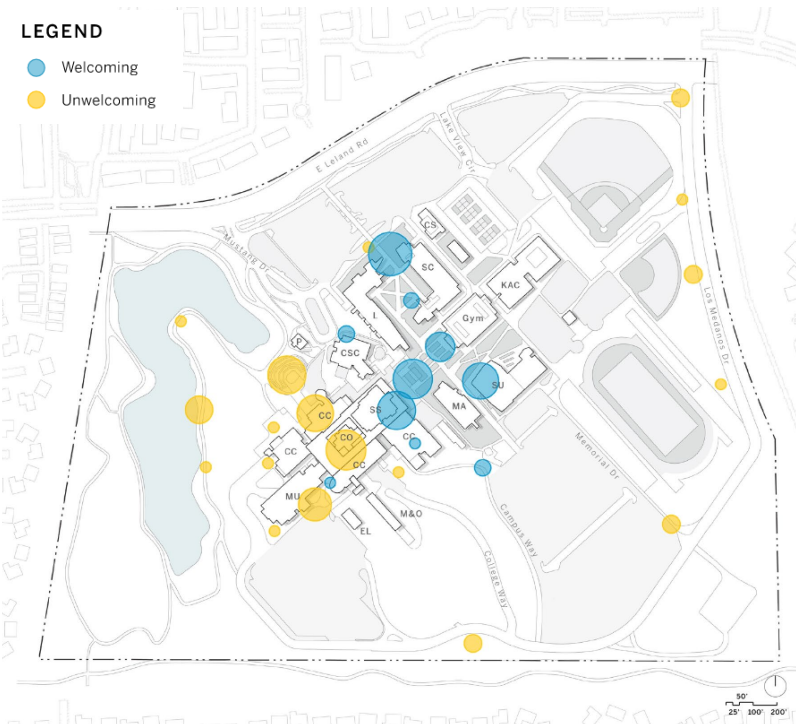 LEGEND
Welcoming
Unwelcoming
E Leland Rd
Lake View Cir
Mustang Dr
CS
SC
KAC
L
Gym
P
CSC
SU
Los Medanos Dr
CC
SS
MA
CO
CC
CC
CC
Memorial Dr
MU
M&O
EL
Campus Way
College Way
50'
25' 100' 200'